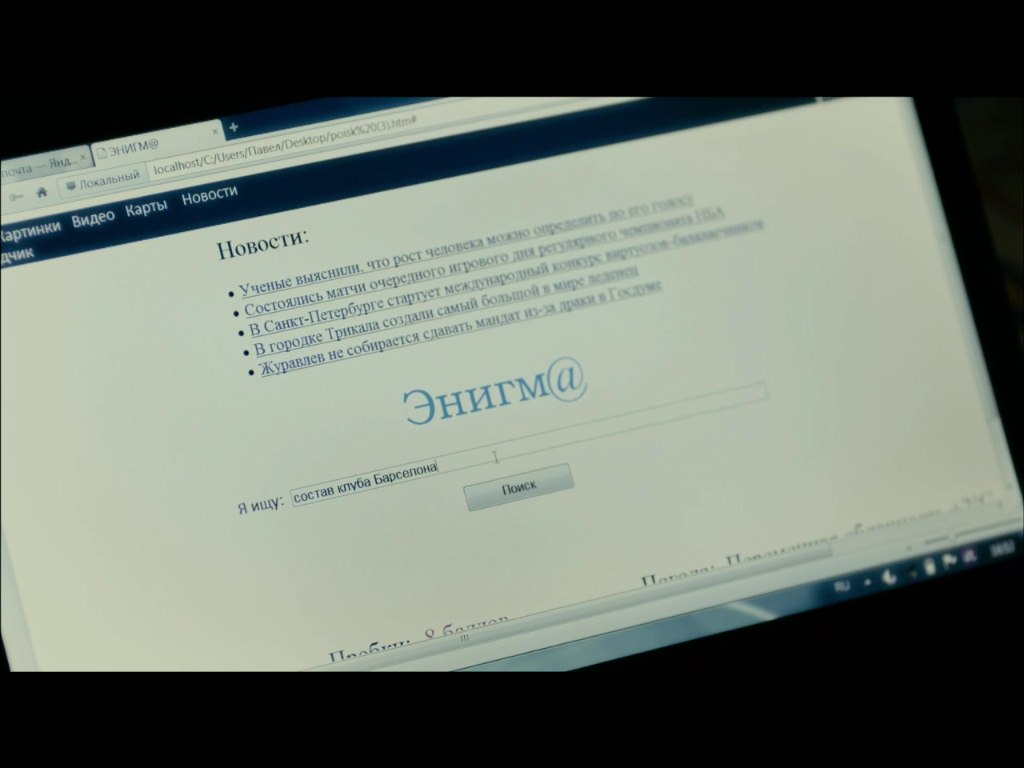 почта — Янд...
ЭНИГМ@
Локальный
localhost/C:/Users/Павел/Desktop/poisk%20(3).htm#
Картинки Видео Карты Новости
дчик
Новости:
Ученые выяснили, что рост человека можно определить по его голосу
Состоялись матчи очередного игрового дня регулярного чемпионата НБА
В Санкт-Петербурге стартует международный конкурс виртуозов-балалаечников
В городке Трикала создали самый большой в мире леденец
Журавлев не собирается сдавать мандат из-за драки в Госдуме
Энигм@
Я ищу: состав клуба Барселона
Поиск
Погода: Переменная облачность
Пробки: 8 баллов
RU